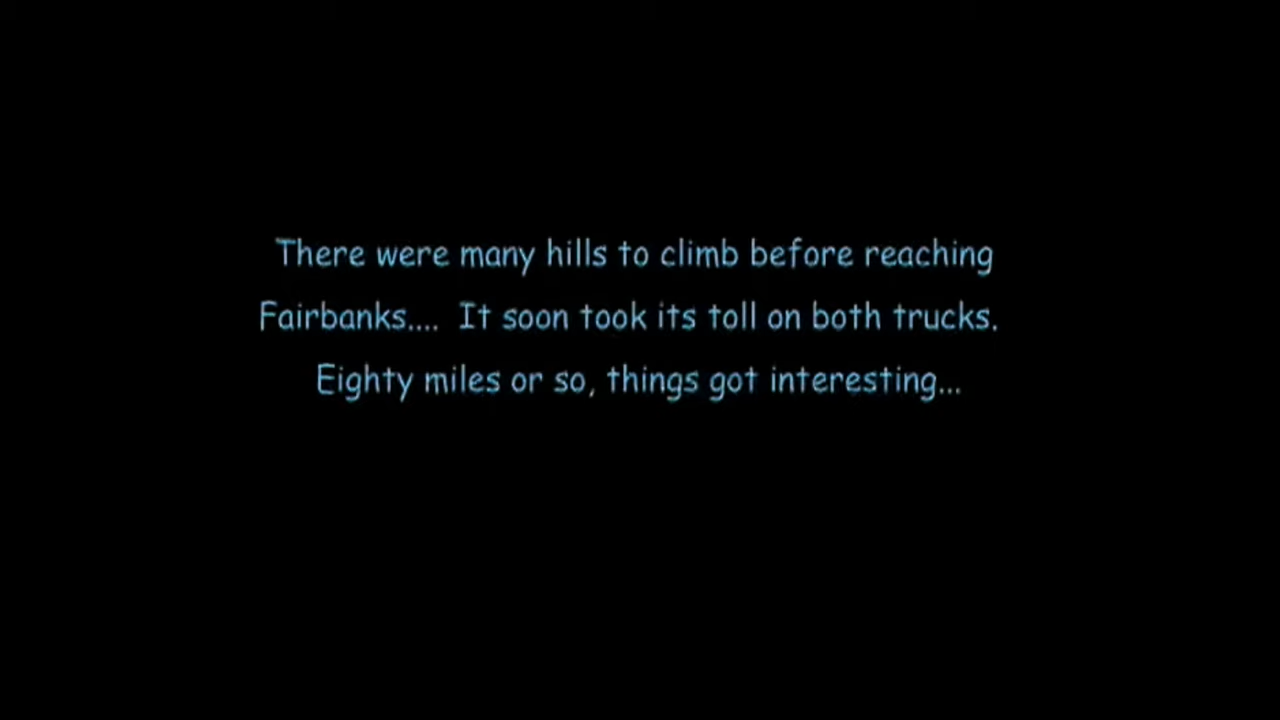 There were many hills to climb before reaching
Fairbanks....  It soon took its toll on both trucks.
Eighty miles or so, things got interesting...